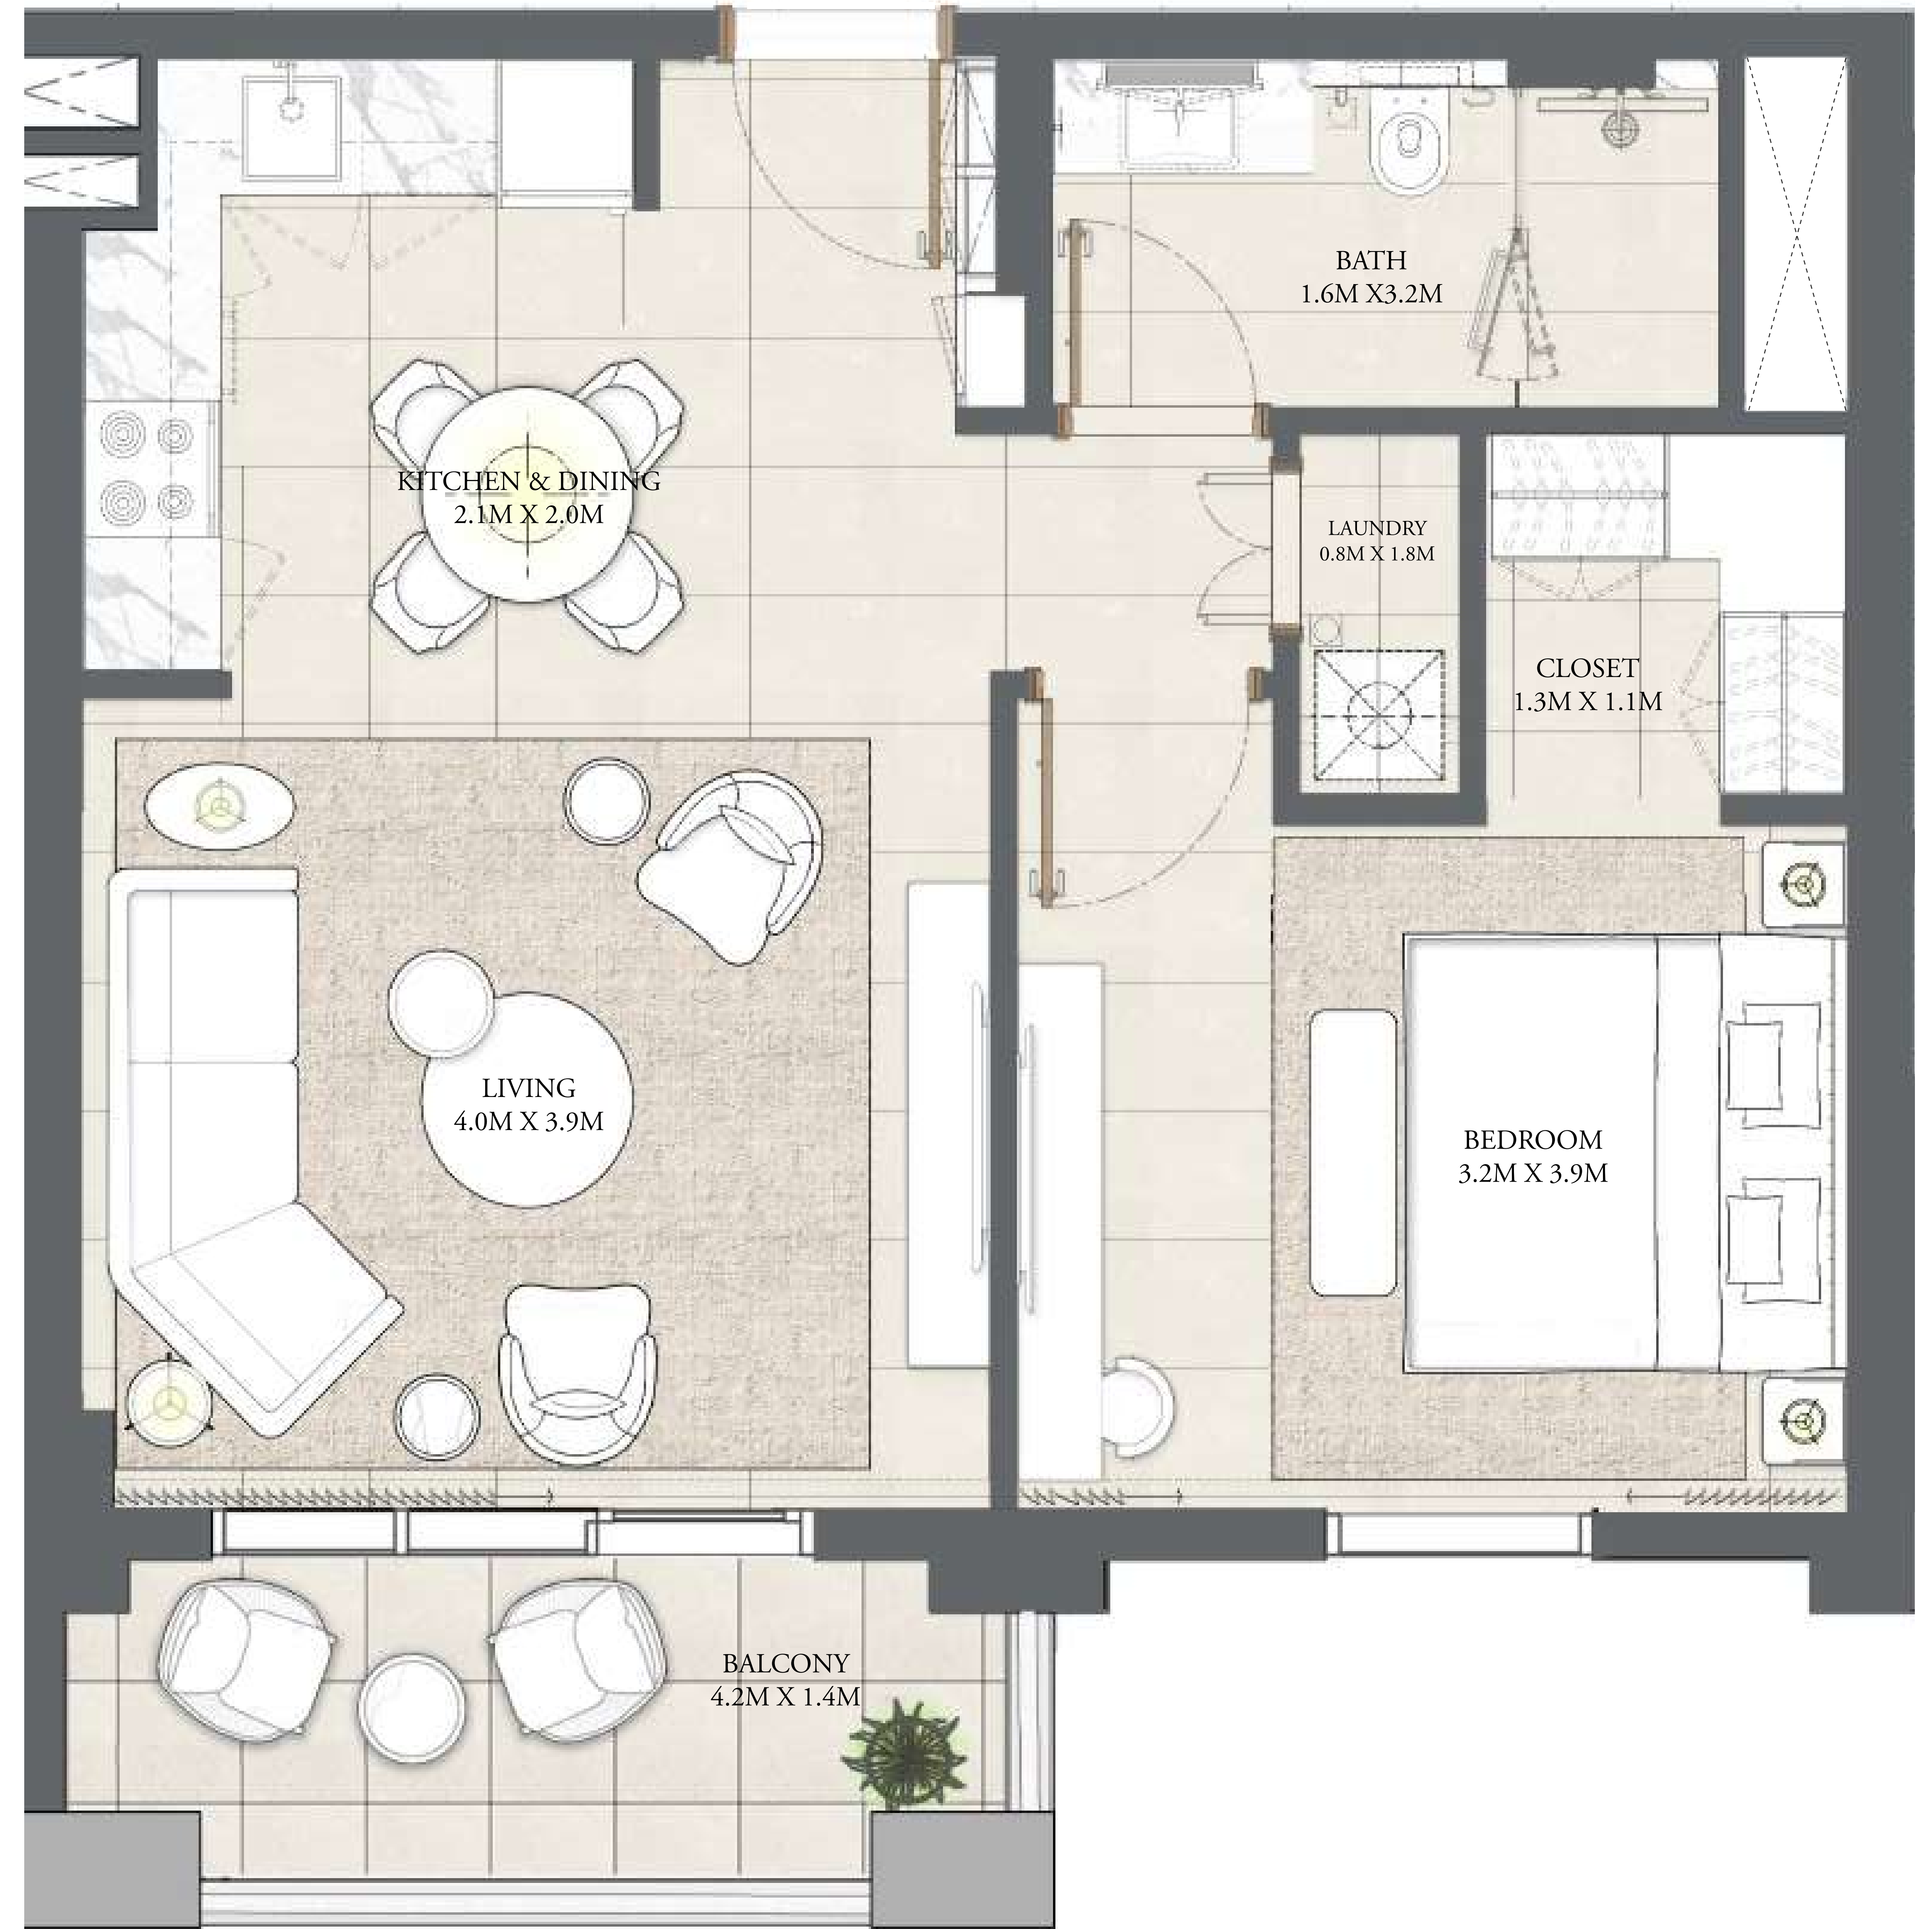 BATH
1.6M X3.2M
KITCHEN & DINING
2.1M X 2.0M
LAUNDRY
0.8M X 1.8M
CLOSET
1.3M X 1.1M
LIVING
4.0M X 3.9M
BEDROOM
3.2M X 3.9M
BALCONY
4.2M X 1.4M